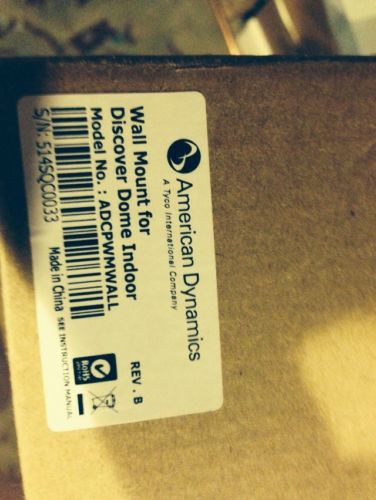 American Dynamics
A Tyco International Company
Wall Mount for
Discover Dome Indoor
REV. B
Model No.: ADCPWMWALL
S/N: 5145QC0033
Made in China
SEE INSTRUCTION MANUAL
RoHS